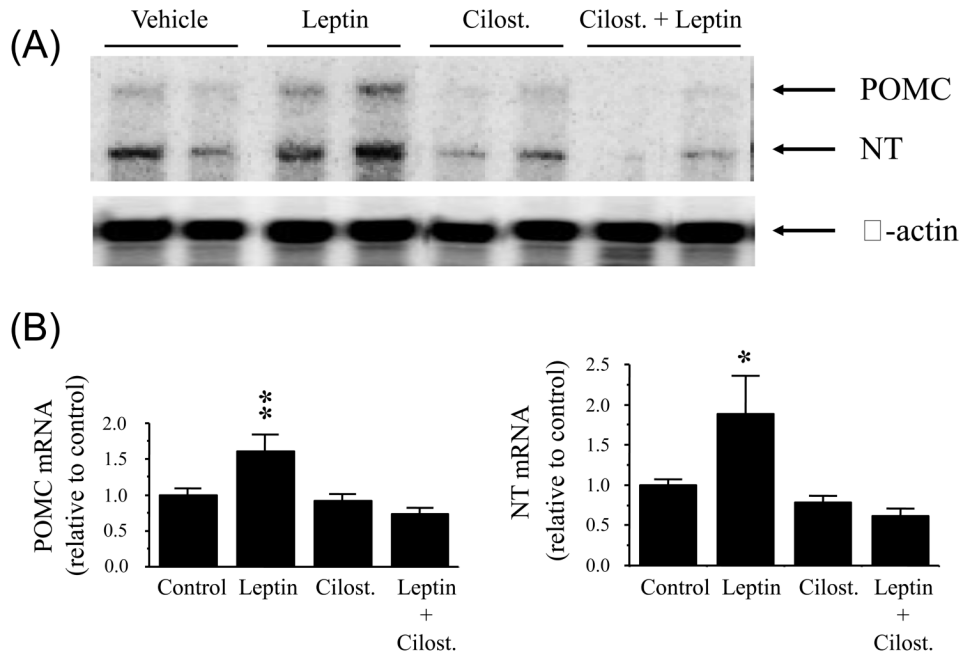 (A)
Vehicle Leptin Cilost. Cilost. + Leptin
POMC
NT
□-actin
(B)
POMC mRNA
(relative to control)
2.0
1.5
1.0
0.5
0.0
**
Control Leptin Cilost. Leptin
+
Cilost.
NT mRNA
(relative to control)
2.5
2.0
1.5
1.0
0.5
0.0
*
Control Leptin Cilost. Leptin
+
Cilost.